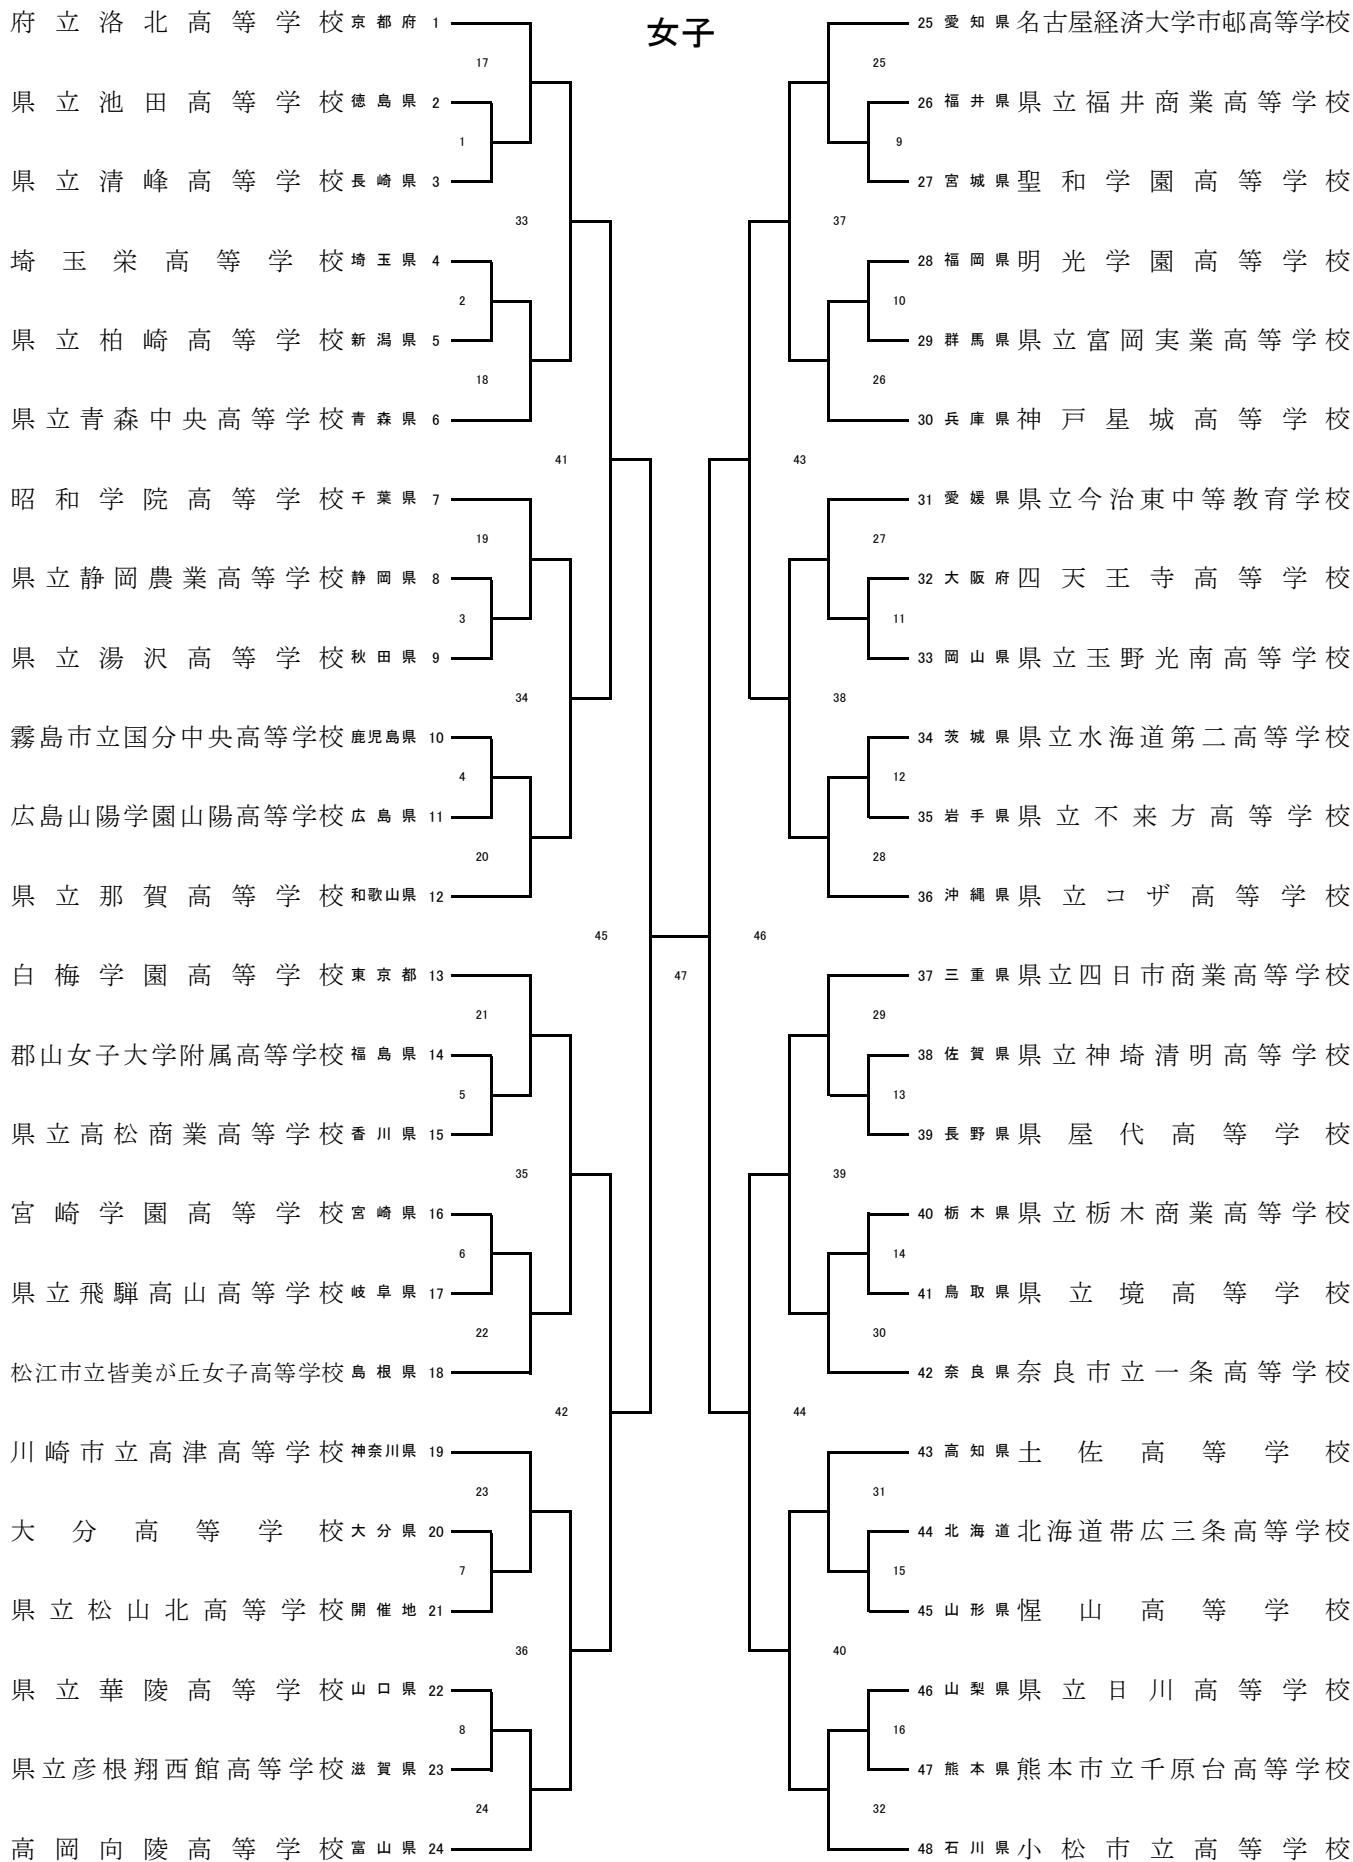 女子
府立洛北高等学校 京都府 1
17
県立池田高等学校 徳島県 2
1
県立清峰高等学校 長崎県 3
33
埼玉栄高等学校 埼玉県 4
2
県立柏崎高等学校 新潟県 5
18
県立青森中央高等学校 青森県 6
41
昭和学院高等学校 千葉県 7
19
県立静岡農業高等学校 静岡県 8
3
県立湯沢高等学校 秋田県 9
34
霧島市立国分中央高等学校 鹿児島県 10
4
広島山陽学園山陽高等学校 広島県 11
20
県立那賀高等学校 和歌山県 12
45
白梅学園高等学校 東京都 13
21
郡山女子大学附属高等学校 福島県 14
5
県立高松商業高等学校 香川県 15
35
宮崎学園高等学校 宮崎県 16
6
県立飛騨高山高等学校 岐阜県 17
22
松江市立皆美が丘女子高等学校 島根県 18
42
川崎市立高津高等学校 神奈川県 19
23
大分高等学校 大分県 20
7
県立松山北高等学校 開催地 21
36
県立華陵高等学校 山口県 22
8
県立彦根翔西館高等学校 滋賀県 23
24
高岡向陵高等学校 富山県 24
47
25 愛知県 名古屋経済大学市邨高等学校
25
26 福井県 県立福井商業高等学校
9
27 宮城県 聖和学園高等学校
37
28 福岡県 明光学園高等学校
10
29 群馬県 県立富岡実業高等学校
26
30 兵庫県 神戸星城高等学校
43
31 愛媛県 県立今治東中等教育学校
27
32 大阪府 四天王寺高等学校
11
33 岡山県 県立玉野光南高等学校
38
34 茨城県 県立水海道第二高等学校
12
35 岩手県 県立不来方高等学校
28
36 沖縄県 県立コザ高等学校
46
37 三重県 県立四日市商業高等学校
29
38 佐賀県 県立神埼清明高等学校
13
39 長野県 県屋代高等学校
39
40 栃木県 県立栃木商業高等学校
14
41 鳥取県 県立境高等学校
30
42 奈良県 奈良市立一条高等学校
44
43 高知県 土佐高等学校
31
44 北海道 北海道帯広三条高等学校
15
45 山形県 惺山高等学校
40
46 山梨県 県立日川高等学校
16
47 熊本県 熊本市立千原台高等学校
32
48 石川県 小松市立高等学校